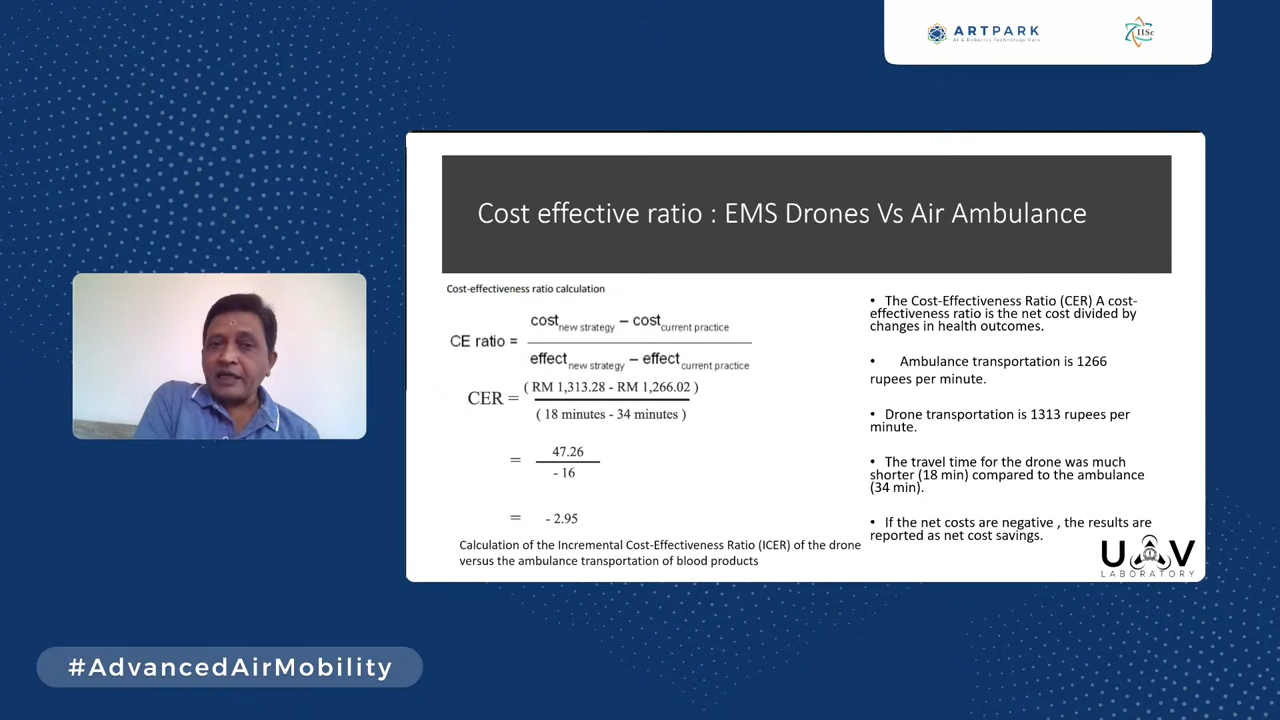 ARTPARK
AI & Robotics Technology Park
IISc
Cost effective ratio : EMS Drones Vs Air Ambulance
Cost-effectiveness ratio calculation
CE ratio =
cost new strategy – cost current practice
effect new strategy – effect current practice
CER =
( RM 1,313.28 - RM 1,266.02 )
( 18 minutes - 34 minutes )
=
47.26
- 16
= - 2.95
Calculation of the Incremental Cost-Effectiveness Ratio (ICER) of the drone
versus the ambulance transportation of blood products
• The Cost-Effectiveness Ratio (CER) A cost-
effectiveness ratio is the net cost divided by
changes in health outcomes.
• Ambulance transportation is 1266
rupees per minute.
• Drone transportation is 1313 rupees per
minute.
• The travel time for the drone was much
shorter (18 min) compared to the ambulance
(34 min).
• If the net costs are negative , the results are
reported as net cost savings.
UAV
LABORATORY
#AdvancedAirMobility